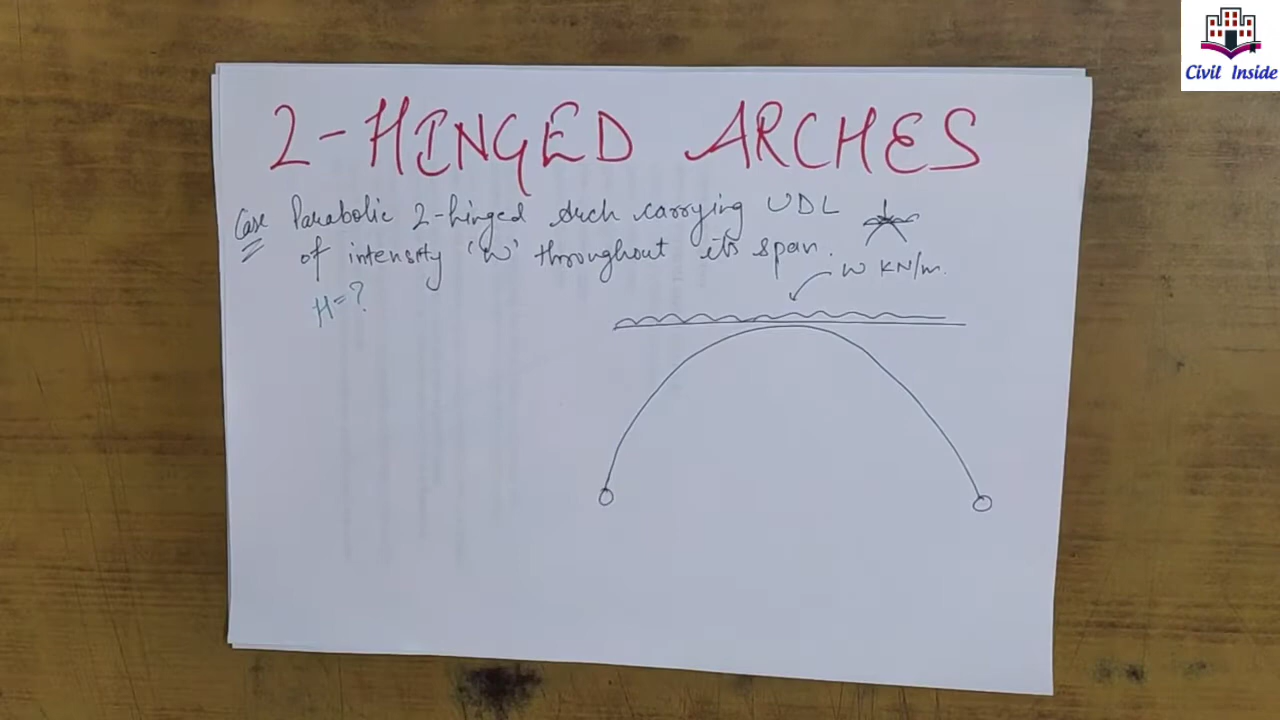 Civil Inside
2-HINGED ARCHES
Case Parabolic 2-hinged Arch carrying UDL
of intensity 'w' throughout its span.
H=?
w KN/m.